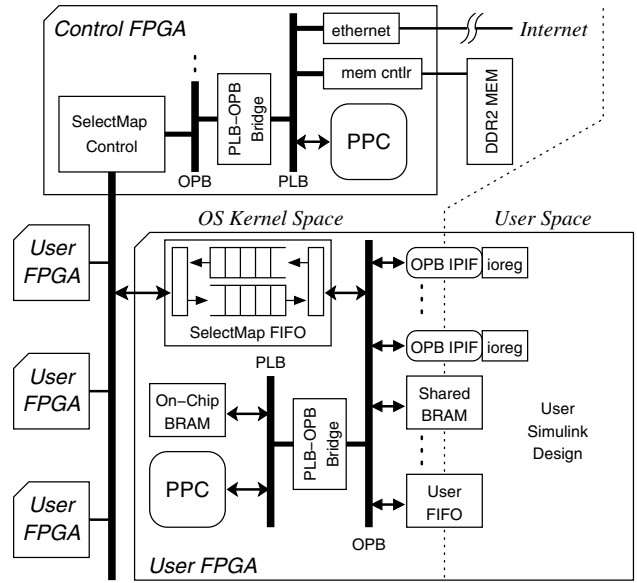 Control FPGA
ethernet
Internet
mem cntlr
DDR2 MEM
SelectMap
Control
PLB–OPB
Bridge
PPC
OPB
PLB
OS Kernel Space
User Space
User
FPGA
User
FPGA
User
FPGA
SelectMap FIFO
OPB IPIF
ioreg
OPB IPIF
ioreg
PLB
On–Chip
BRAM
PLB–OPB
Bridge
PPC
Shared
BRAM
User
FIFO
User
Simulink
Design
OPB
User FPGA